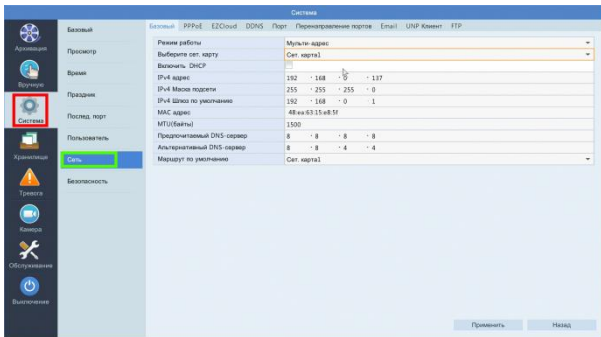 Система
Архивация
Вручную
Система
Хранилище
Тревога
Камера
Обслуживание
Выключение
Базовый
Просмотр
Время
Праздник
Послед. порт
Пользователь
Сеть
Безопасность
Базовый PPPoE EZCloud DDNS Порт Перенаправление портов Email UNP Клиент FTP
Режим работы Мульти-адрес
Выберите сет. карту Сет. карта1
Включить DHCP
IPv4 адрес 192 . 168 . 0 . 137
IPv4 Маска подсети 255 . 255 . 255 . 0
IPv4 Шлюз по умолчанию 192 . 168 . 0 . 1
MAC адрес 48:ea:63:15:e8:5f
MTU(байты) 1500
Предпочитаемый DNS-сервер 8 . 8 . 8 . 8
Альтернативный DNS-сервер 8 . 8 . 4 . 4
Маршрут по умолчанию Сет. карта1
Применить Назад